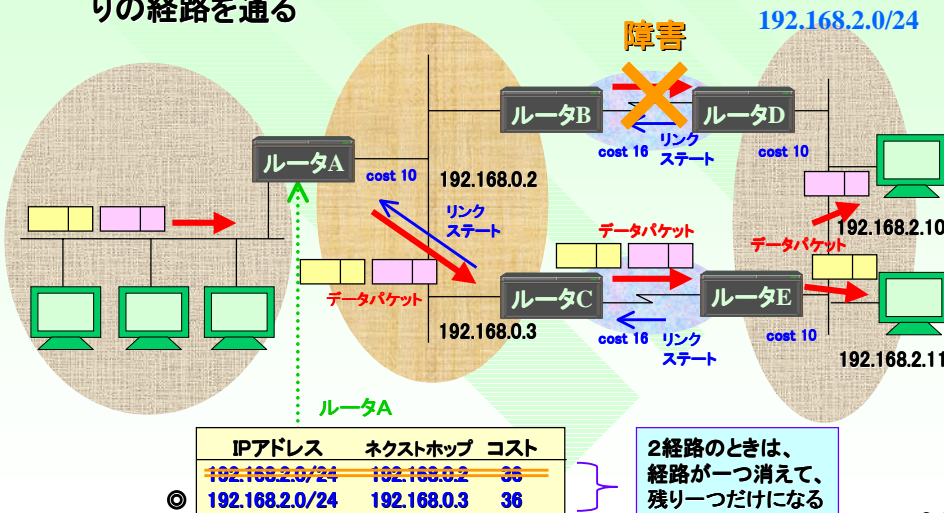 りの経路を通る
192.168.2.0/24
障害
ルータB
ルータD
リンク
ステート
cost 16
cost 10
ルータA
cost 10
192.168.0.2
リンク
ステート
192.168.2.10
データパケット
データパケット
データパケット
ルータC
ルータE
192.168.0.3
cost 16
リンク
ステート
cost 10
192.168.2.11
ルータA
IPアドレス ネクストホップ コスト
192.168.2.0/24 192.168.0.2 36
◎ 192.168.2.0/24 192.168.0.3 36
2経路のときは、
経路が一つ消えて、
残り一つだけになる